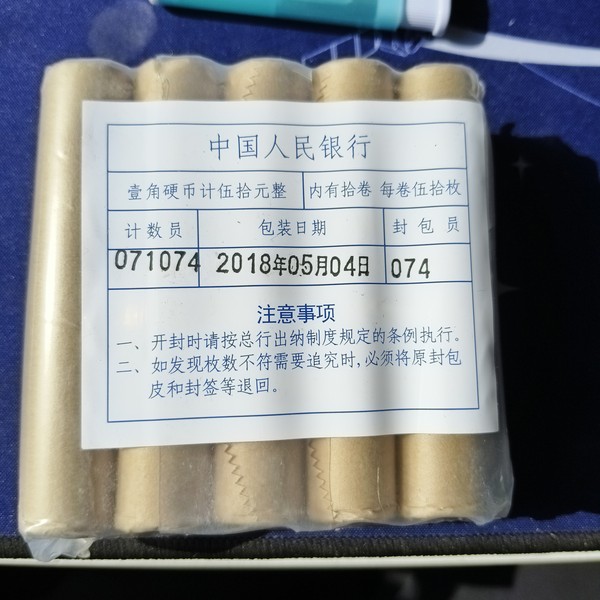 中国人民银行
壹角硬币计伍拾元整 内有拾卷 每卷伍拾枚
计数员 包装日期 封包员
071074 2018年05月04日 074
注意事项
一、开封时请按总行出纳制度规定的条例执行。
二、如发现枚数不符需要追究时,必须将原封包
皮和封签等退回。